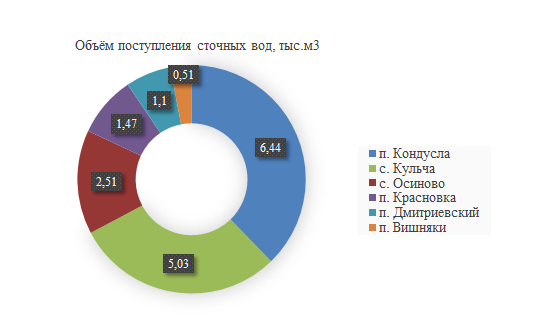 Объём поступления сточных вод, тыс.м3
0,51
1,1
1,47
6,44
2,51
5,03
п. Кондусла
с. Кульча
с. Осиново
п. Красновка
п. Дмитриевский
п. Вишняки